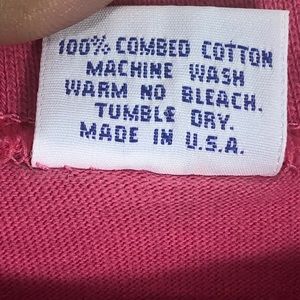 100% COMBED COTTON
MACHINE WASH
WARM NO BLEACH.
TUMBLE DRY.
MADE IN U.S.A.